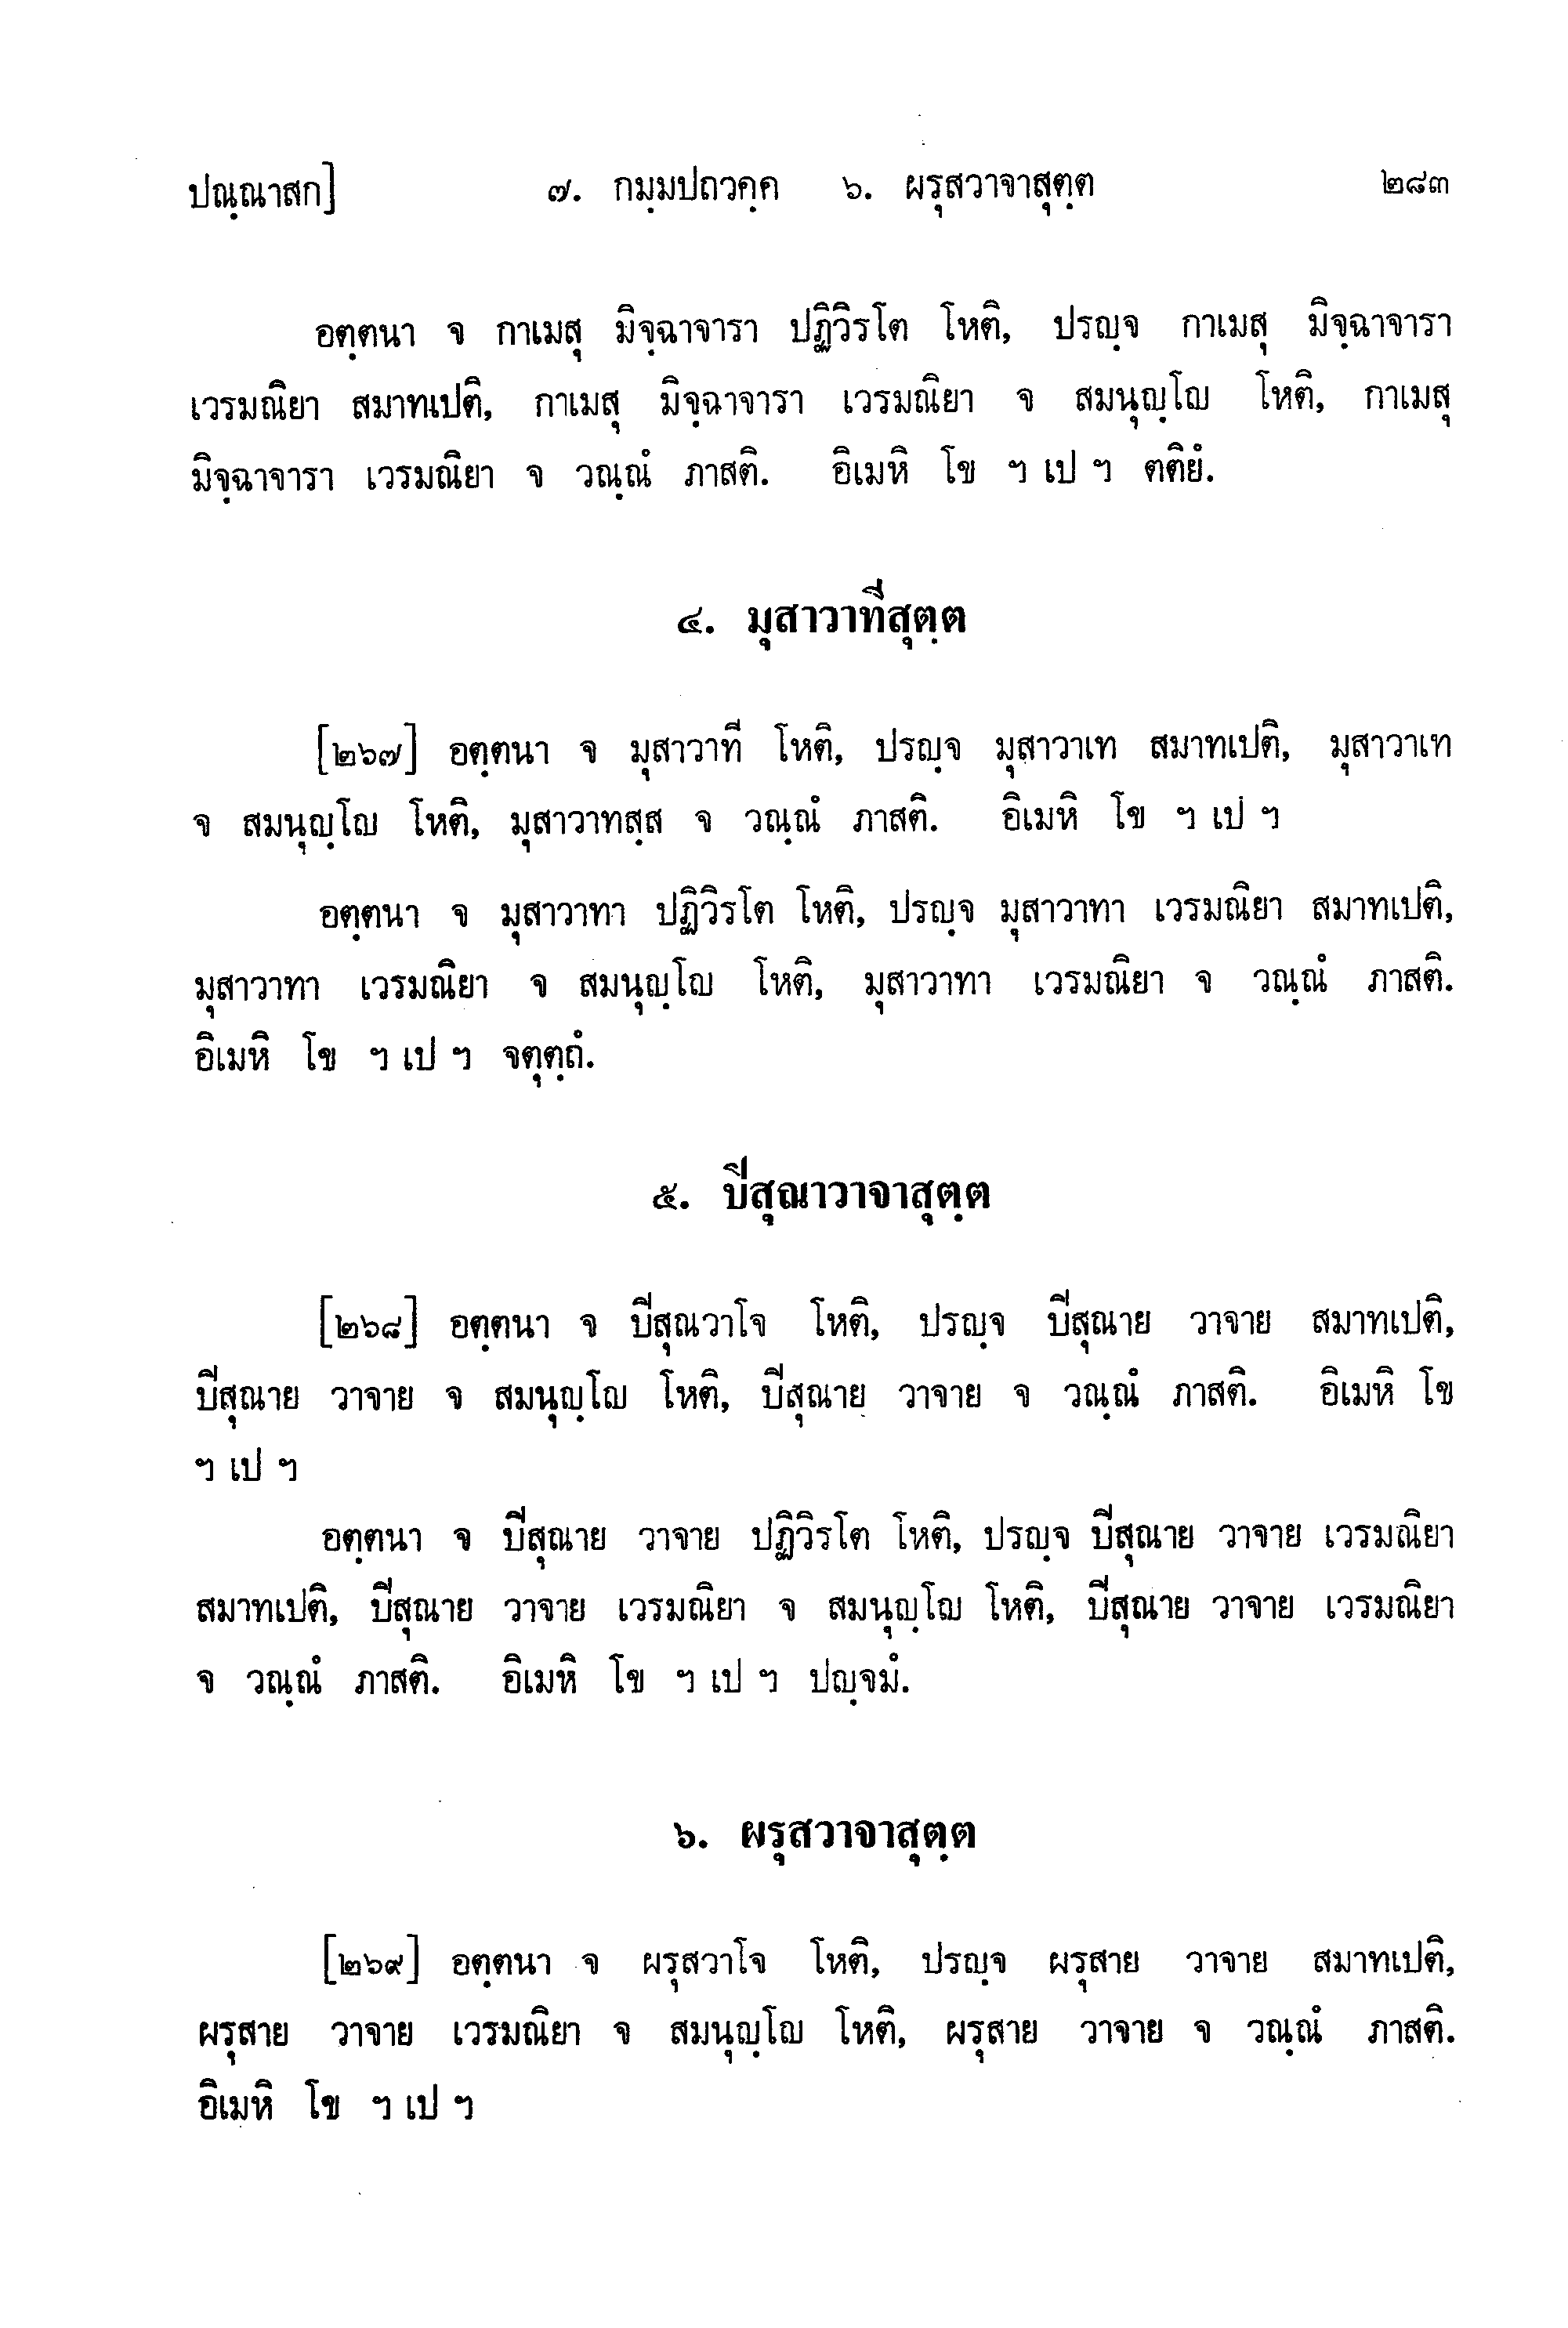 ปณฺณาสก]	๗. กมฺมปถวคฺค ๖. ผรุสวาจาสุตฺต	๒๘๓
อตฺตนา จ กาเมสุ มิจฺฉาจารา ปฏิวิรโต โหติ, ปรญฺจ กาเมสุ มิจฺฉาจารา
เวรมณิยา สมาทเปติ, กาเมสุ มิจฺฉาจารา เวรมณิยา จ สมนุญฺโญ โหติ, กาเมสุ
มิจฺฉาจารา เวรมณิยา จ วณฺณํ ภาสติ. อิเมหิ โข ฯ เป ฯ ตติยํ.
๔. มุสาวาทีสุตฺต
[๒๖๗] อตฺตนา จ มุสาวาที โหติ, ปรญฺจ มุสาวาเท สมาทเปติ, มุสาวาเท
จ สมนุญฺโญ โหติ, มุสาวาทสฺส จ วณฺณํ ภาสติ. อิเมหิ โข ฯ เป ฯ
อตฺตนา จ มุสาวาทา ปฏิวิรโต โหติ, ปรญฺจ มุสาวาทา เวรมณิยา สมาทเปติ,
มุสาวาทา เวรมณิยา จ สมนุญฺโญ โหติ, มุสาวาทา เวรมณิยา จ วณฺณํ ภาสติ.
อิเมหิ โข ฯ เป ฯ จตุตฺถํ.
๕. ปิสุณาวาจาสุตฺต
[๒๖๘] อตฺตนา จ ปิสุณวาโจ โหติ, ปรญฺจ ปิสุณาย วาจาย สมาทเปติ,
ปิสุณาย วาจาย จ สมนุญฺโญ โหติ, ปิสุณาย วาจาย จ วณฺณํ ภาสติ. อิเมหิ โข
ฯ เป ฯ
อตฺตนา จ ปิสุณาย วาจาย ปฏิวิรโต โหติ, ปรญฺจ ปิสุณาย วาจาย เวรมณิยา
สมาทเปติ, ปิสุณาย วาจาย เวรมณิยา จ สมนุญฺโญ โหติ, ปิสุณาย วาจาย เวรมณิยา
จ วณฺณํ ภาสติ. อิเมหิ โข ฯ เป ฯ ปญฺจมํ.
๖. ผรุสวาจาสุตฺต
[๒๖๙] อตฺตนา จ ผรุสวาโจ โหติ, ปรญฺจ ผรุสาย วาจาย สมาทเปติ,
ผรุสาย วาจาย เวรมณิยา จ สมนุญฺโญ โหติ, ผรุสาย วาจาย จ วณฺณํ ภาสติ.
อิเมหิ โข ฯ เป ฯ